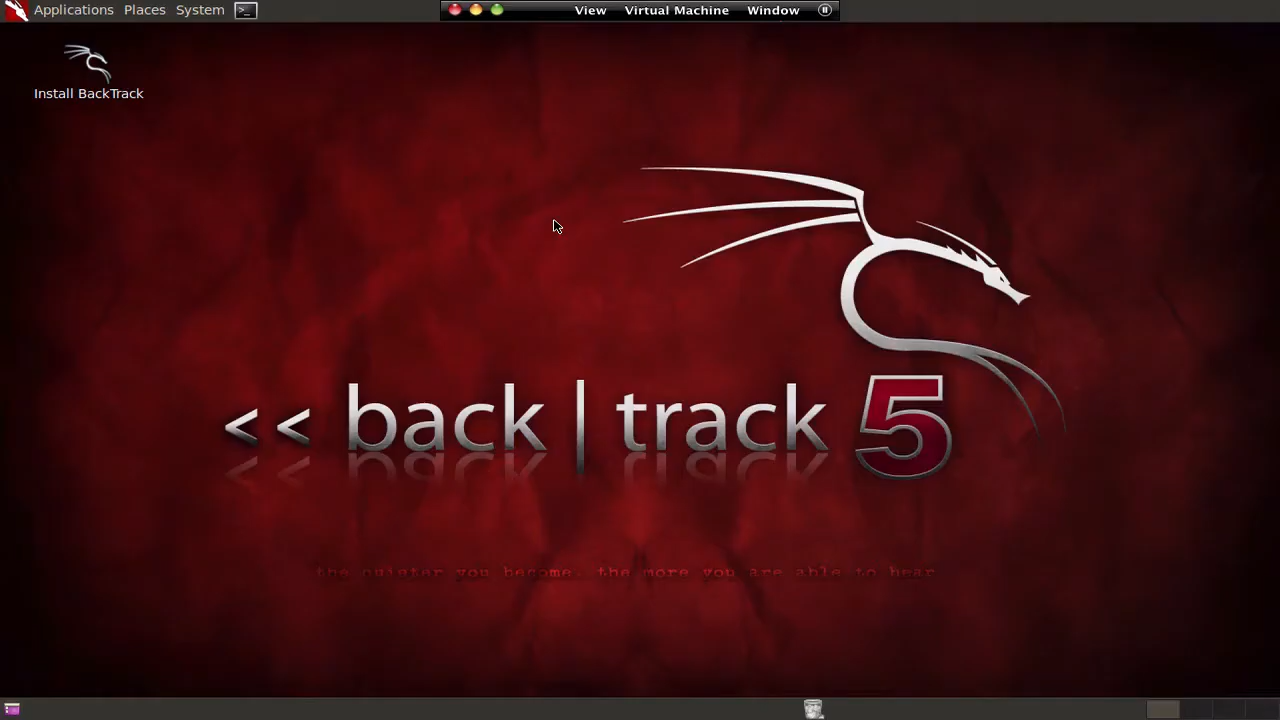 Applications Places System View Virtual Machine Window
Install BackTrack
<< back | track 5
the quieter you become, the more you are able to hear